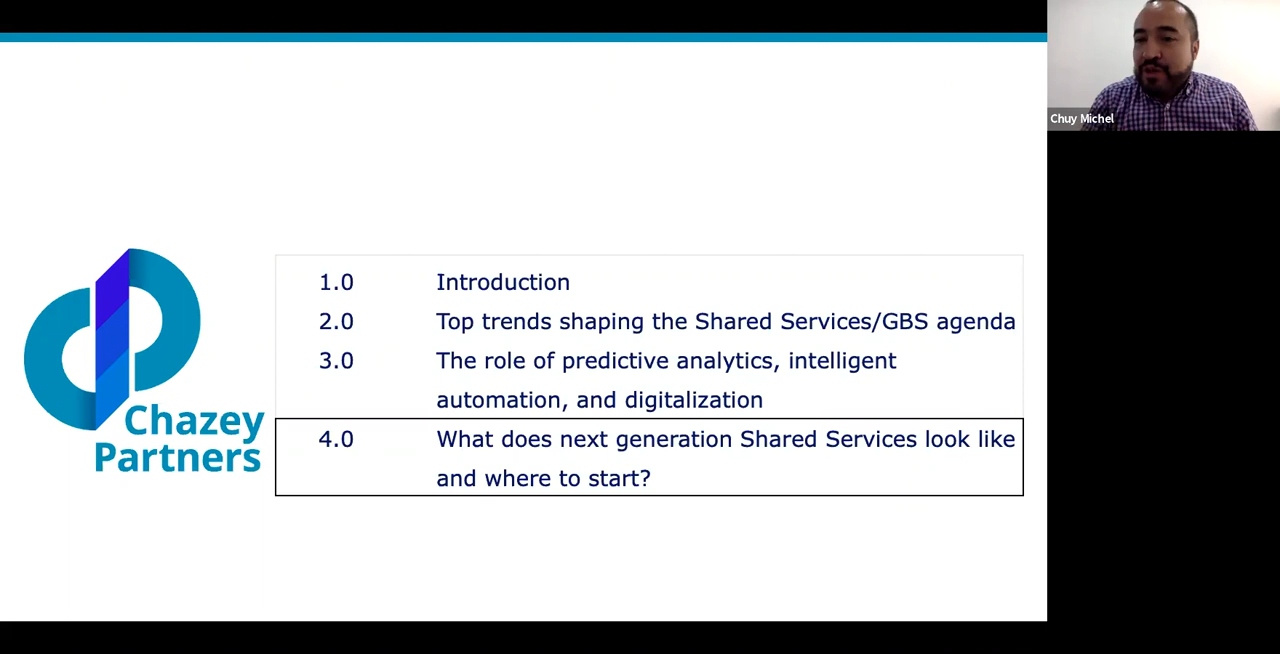 Chuy Michel
1.0 Introduction
2.0 Top trends shaping the Shared Services/GBS agenda
3.0 The role of predictive analytics, intelligent
automation, and digitalization
4.0 What does next generation Shared Services look like
and where to start?
Chazey
Partners